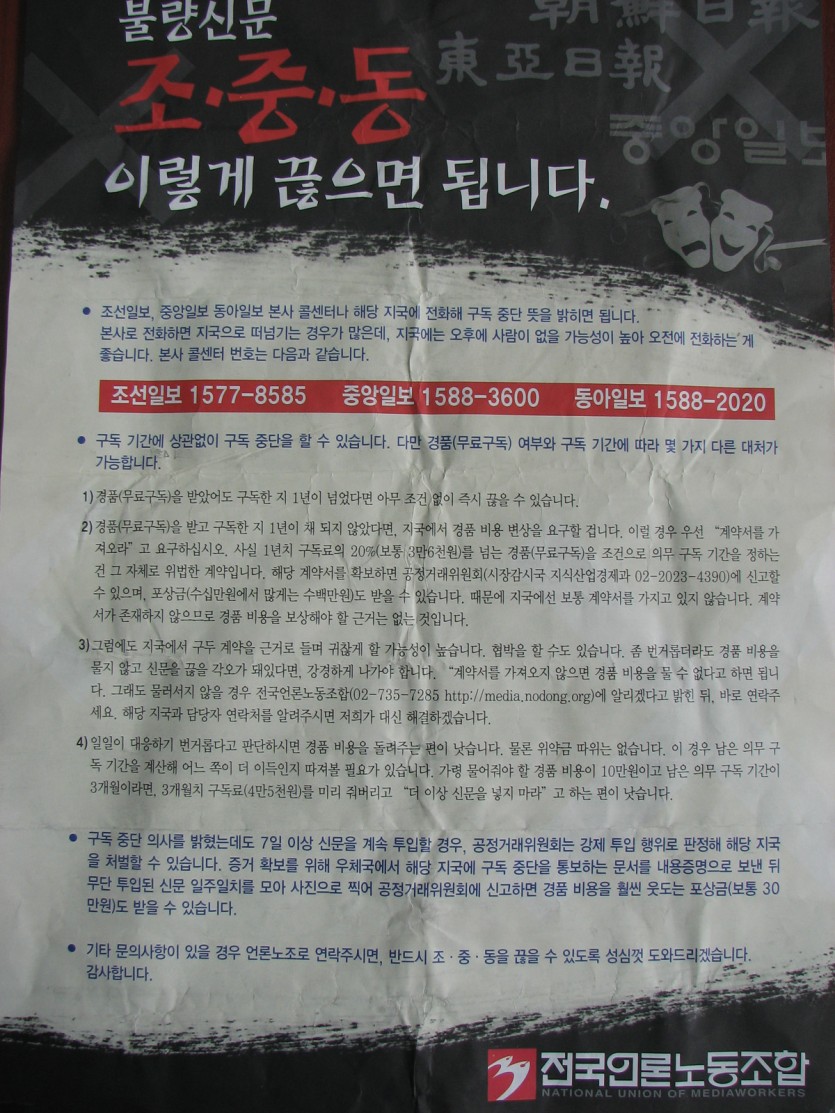 불량신문
조·중·동
이렇게 끊으면 됩니다.
朝鮮日報
東亞日報
중앙일보
● 조선일보, 중앙일보 동아일보 본사 콜센터나 해당 지국에 전화해 구독 중단 뜻을 밝히면 됩니다.
본사로 전화하면 지국으로 떠넘기는 경우가 많은데, 지국에는 오후에 사람이 없을 가능성이 높아 오전에 전화하는 게
좋습니다. 본사 콜센터 번호는 다음과 같습니다.
조선일보 1577-8585 중앙일보 1588-3600 동아일보 1588-2020
● 구독 기간에 상관없이 구독 중단을 할 수 있습니다. 다만 경품(무료구독) 여부와 구독 기간에 따라 몇 가지 다른 대처가
가능합니다.
1) 경품(무료구독)을 받았어도 구독한 지 1년이 넘었다면 아무 조건 없이 즉시 끊을 수 있습니다.
2) 경품(무료구독)을 받고 구독한 지 1년이 채 되지 않았다면, 지국에서 경품 비용 변상을 요구할 겁니다. 이럴 경우 우선 “계약서를 가
져오라”고 요구하십시오. 사실 1년치 구독료의 20%(보통 3만6천원)를 넘는 경품(무료구독)을 조건으로 의무 구독 기간을 정하는
건 그 자체로 위법한 계약입니다. 해당 계약서를 확보하면 공정거래위원회(시장감시국 지식산업경제과 02-2023-4390)에 신고할
수 있으며, 포상금(수십만원에서 많게는 수백만원)도 받을 수 있습니다. 때문에 지국에선 보통 계약서를 가지고 있지 않습니다. 계약
서가 존재하지 않으므로 경품 비용을 보상해야 할 근거는 없는 것입니다.
3) 그럼에도 지국에서 구두 계약을 근거로 들며 귀찮게 할 가능성이 높습니다. 협박을 할 수도 있습니다. 좀 번거롭더라도 경품 비용을
물지 않고 신문을 끊을 각오가 돼있다면, 강경하게 나가야 합니다. “계약서를 가져오지 않으면 경품 비용을 물 수 없다고 하면 됩니
다. 그래도 물러서지 않을 경우 전국언론노동조합(02-735-7285 http://media.nodong.org)에 알리겠다고 밝힌 뒤, 바로 연락주
세요. 해당 지국과 담당자 연락처를 알려주시면 저희가 대신 해결하겠습니다.
4) 일일이 대응하기 번거롭다고 판단하시면 경품 비용을 돌려주는 편이 낫습니다. 물론 위약금 따위는 없습니다. 이 경우 남은 의무 구
독 기간을 계산해 어느 쪽이 더 이득인지 따져볼 필요가 있습니다. 가령 물어줘야 할 경품 비용이 10만원이고 남은 의무 구독 기간이
3개월이라면, 3개월치 구독료(4만5천원)를 미리 줘버리고 “더 이상 신문을 넣지 마라”고 하는 편이 낫습니다.
● 구독 중단 의사를 밝혔는데도 7일 이상 신문을 계속 투입할 경우, 공정거래위원회는 강제 투입 행위로 판정해 해당 지국
을 처벌할 수 있습니다. 증거 확보를 위해 우체국에서 해당 지국에 구독 중단을 통보하는 문서를 내용증명으로 보낸 뒤
무단 투입된 신문 일주일치를 모아 사진으로 찍어 공정거래위원회에 신고하면 경품 비용을 훨씬 웃도는 포상금(보통 30
만원)도 받을 수 있습니다.
● 기타 문의사항이 있을 경우 언론노조로 연락주시면, 반드시 조·중·동을 끊을 수 있도록 성심껏 도와드리겠습니다.
감사합니다.
전국언론노동조합
NATIONAL UNION OF MEDIAWORKERS